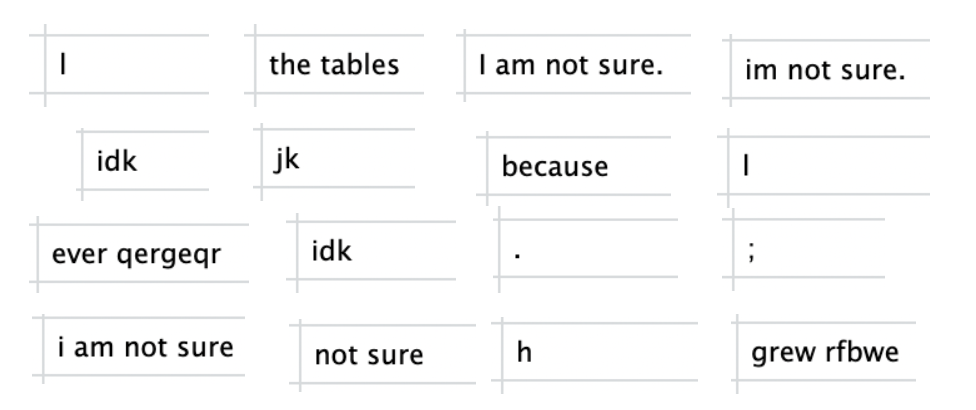 l
the tables
I am not sure.
im not sure.
idk
jk
because
I
ever qergeqr
idk
.
;
i am not sure
not sure
h
grew rfbwe